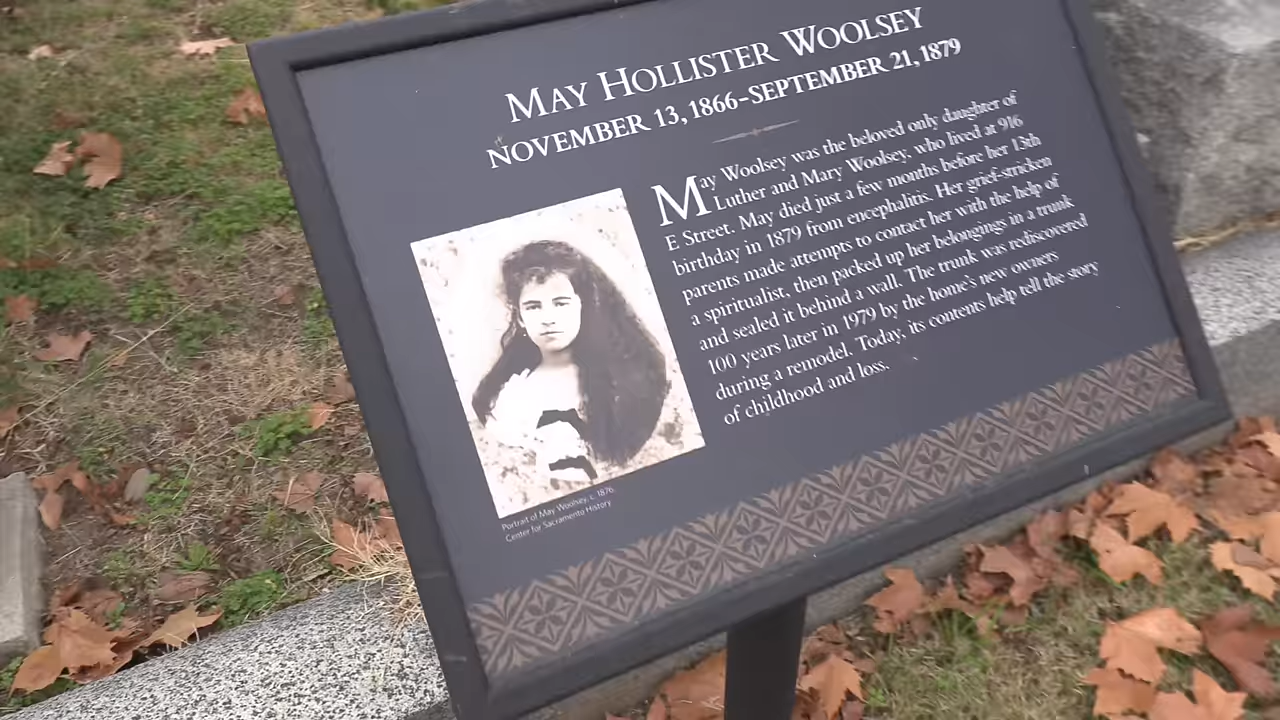 MAY HOLLISTER WOOLSEY
NOVEMBER 13, 1866–SEPTEMBER 21, 1879
May Woolsey was the beloved only daughter of
Luther and Mary Woolsey, who lived at 916
E Street. May died just a few months before her 13th
birthday in 1879 from encephalitis. Her grief-stricken
parents made attempts to contact her with the help of
a spiritualist, then packed up her belongings in a trunk
and sealed it behind a wall. The trunk was rediscovered
100 years later in 1979 by the home's new owners
during a remodel. Today, its contents help tell the story
of childhood and loss.
Portrait of May Woolsey, c. 1876.
Center for Sacramento History